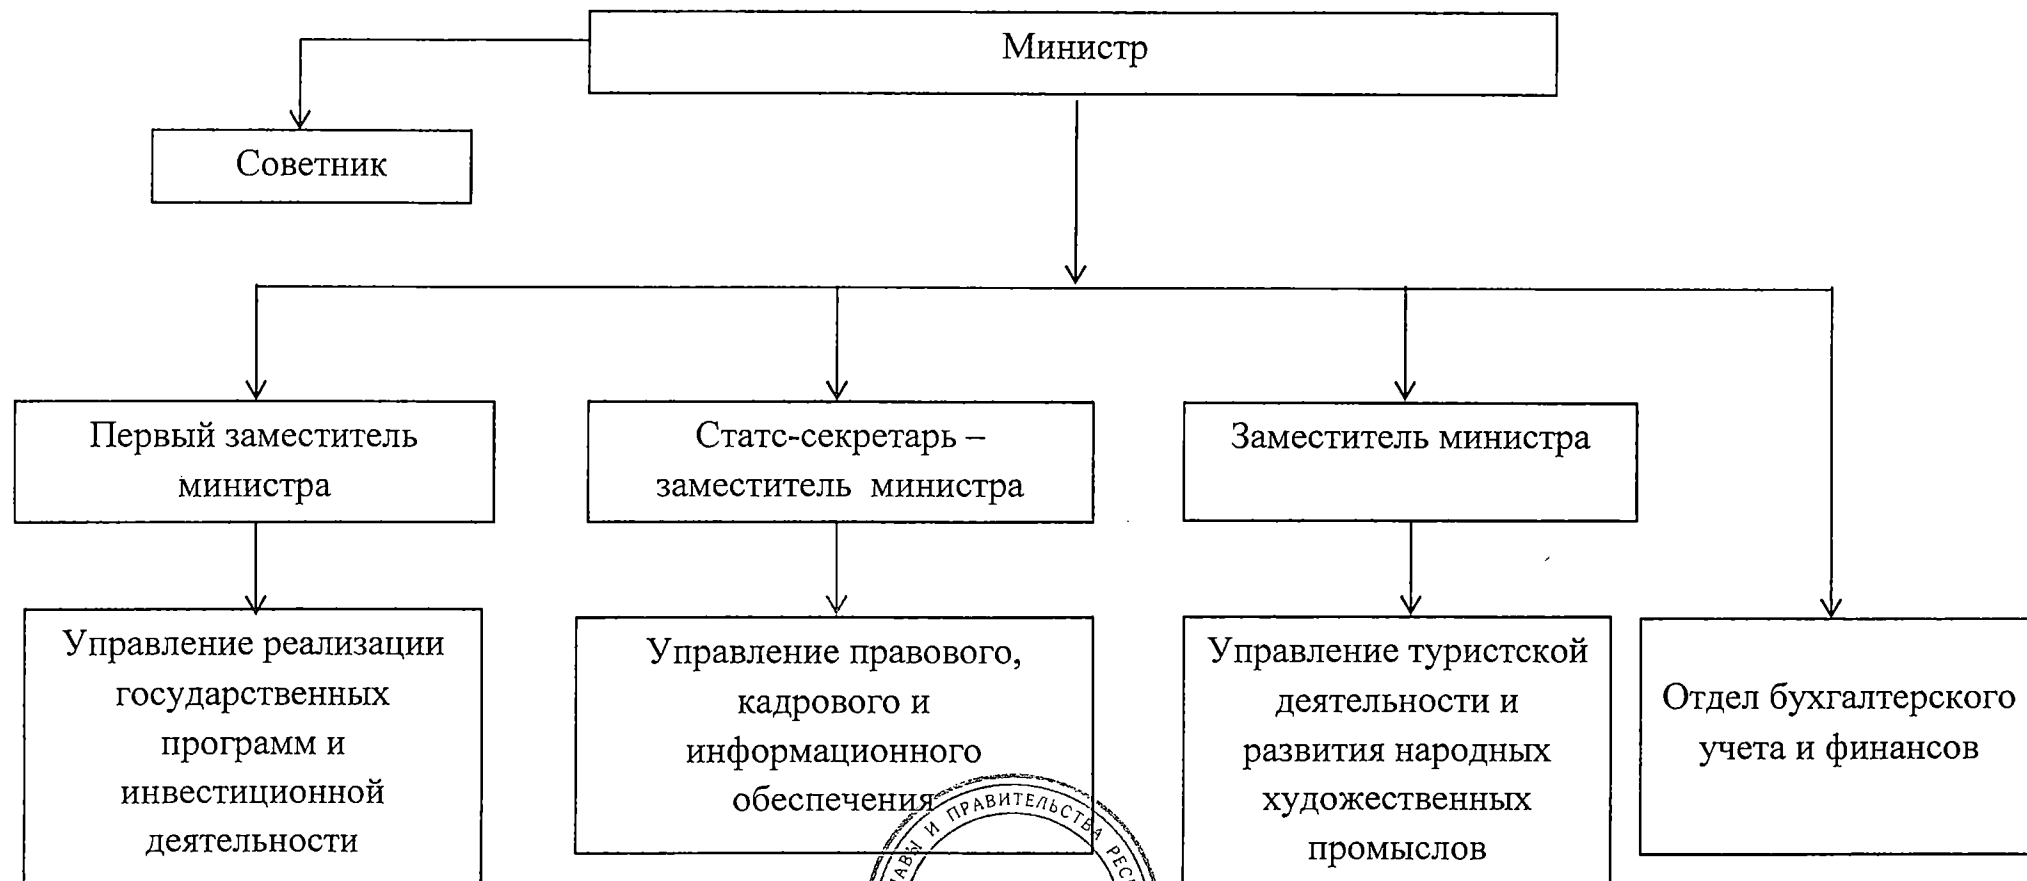 Министр
Советник
Первый заместитель
министра
Статс-секретарь –
заместитель министра
Заместитель министра
Управление реализации
государственных
программ и
инвестиционной
деятельности
Управление правового,
кадрового и
информационного
обеспечения
Управление туристской
деятельности и
развития народных
художественных
промыслов
Отдел бухгалтерского
учета и финансов
И ПРАВИТЕЛЬСТВА